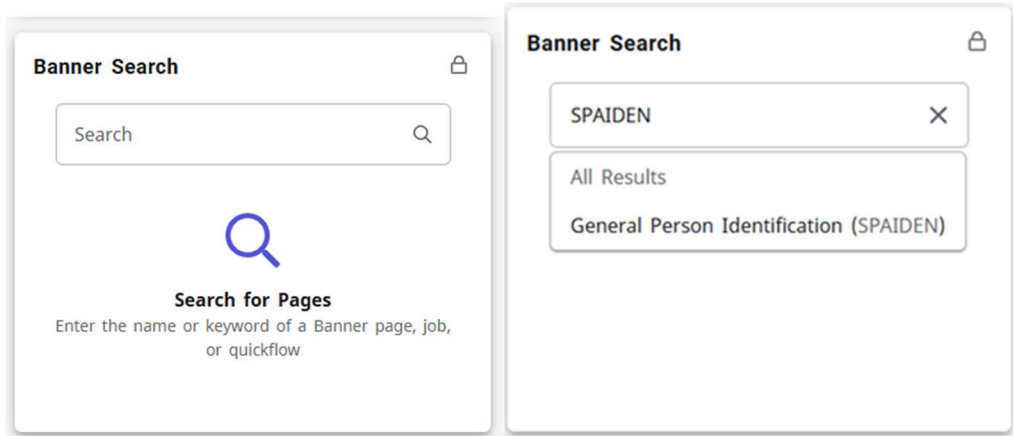 Banner Search
Search
Search for Pages
Enter the name or keyword of a Banner page, job,
or quickflow
Banner Search
SPAIDEN
All Results
General Person Identification (SPAIDEN)